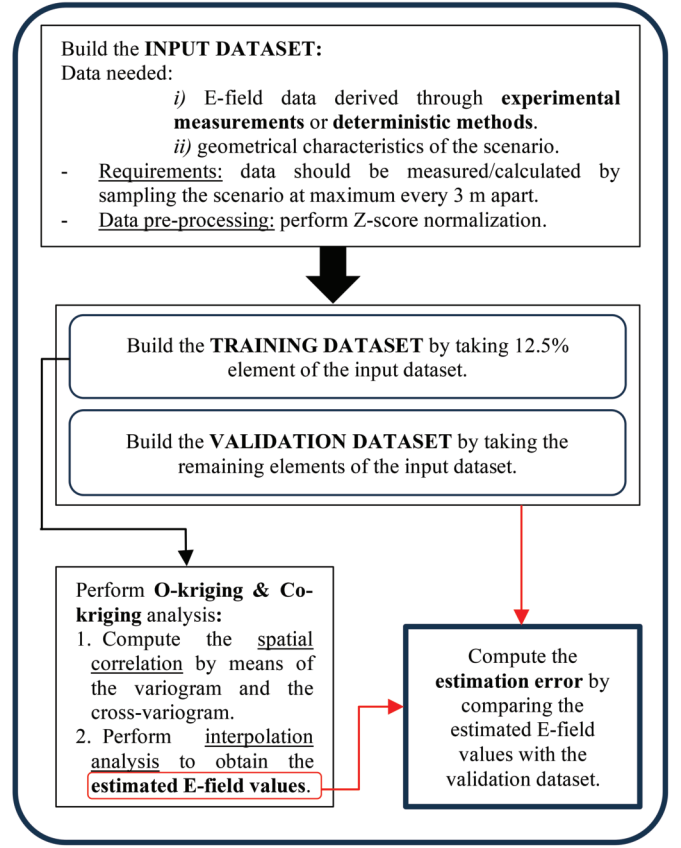 Build the INPUT DATASET:
Data needed:
i) E-field data derived through experimental
measurements or deterministic methods.
ii) geometrical characteristics of the scenario.
- Requirements: data should be measured/calculated by
sampling the scenario at maximum every 3 m apart.
- Data pre-processing: perform Z-score normalization.
Build the TRAINING DATASET by taking 12.5%
element of the input dataset.
Build the VALIDATION DATASET by taking the
remaining elements of the input dataset.
Perform O-kriging & Co-
kriging analysis:
1. Compute the spatial
correlation by means of
the variogram and the
cross-variogram.
2. Perform interpolation
analysis to obtain the
estimated E-field values.
Compute the
estimation error by
comparing the
estimated E-field
values with the
validation dataset.